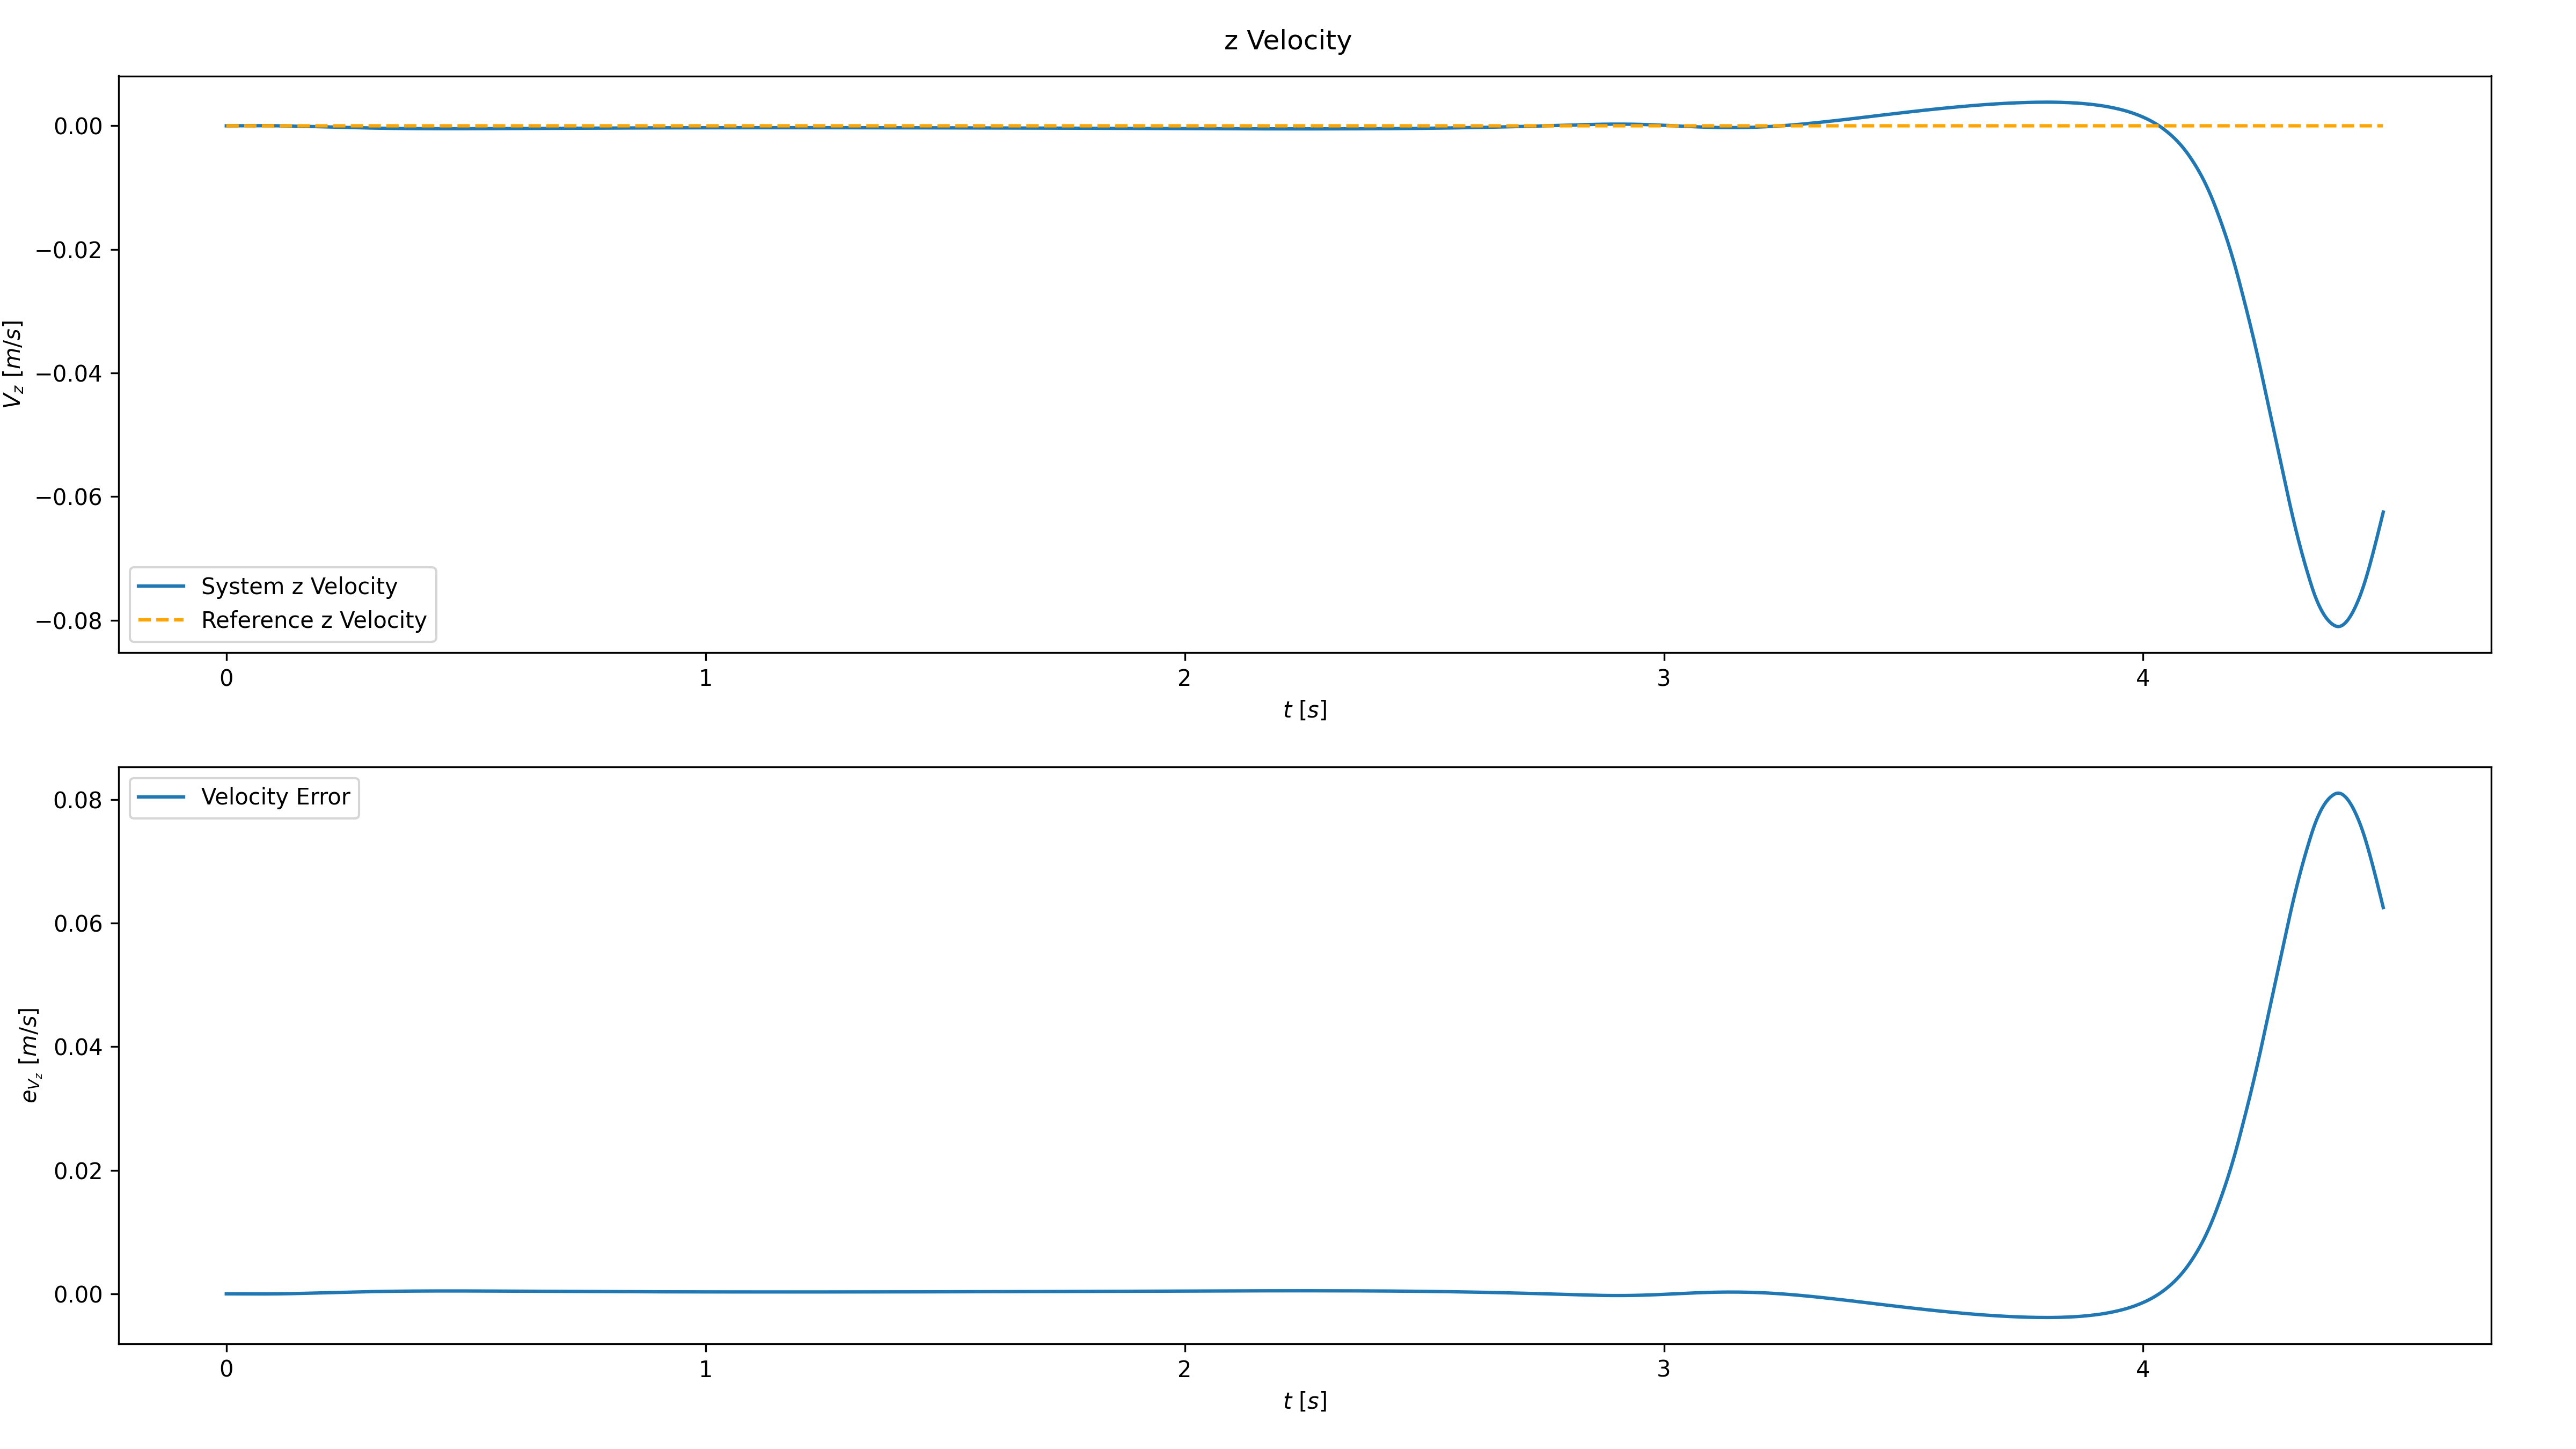 z Velocity
0.00
−0.02
−0.04
−0.06
−0.08
V_z [m/s]
System z Velocity
Reference z Velocity
0 1 2 3 4
t [s]
0.08
0.06
0.04
0.02
0.00
e_{V_z} [m/s]
Velocity Error
0 1 2 3 4
t [s]